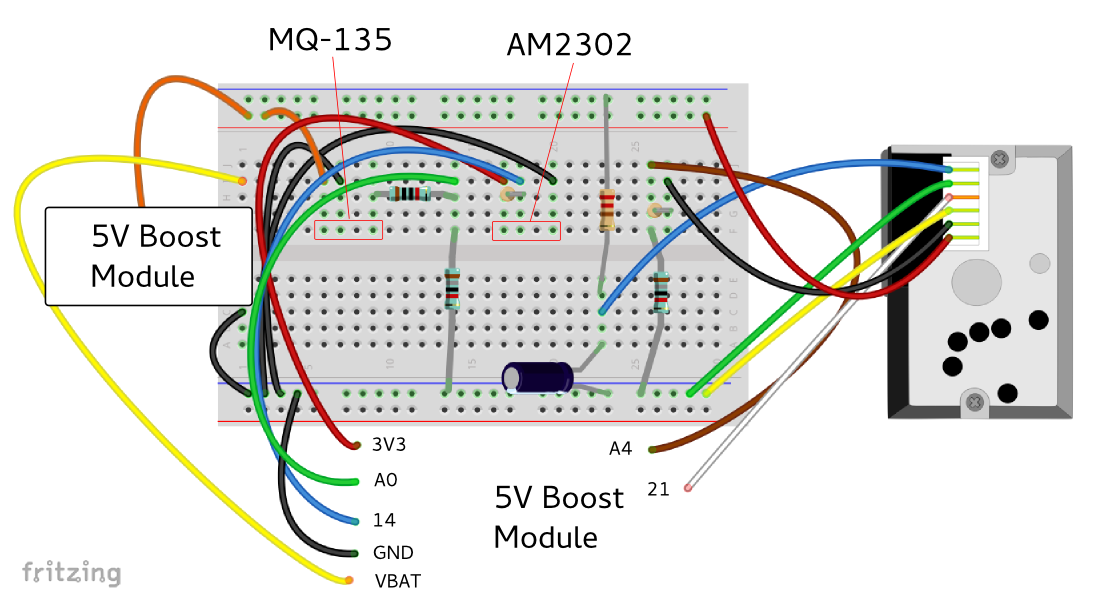 MQ-135
AM2302
5V Boost
Module
3V3
A0
14
GND
VBAT
A4
21
5V Boost
Module
fritzing